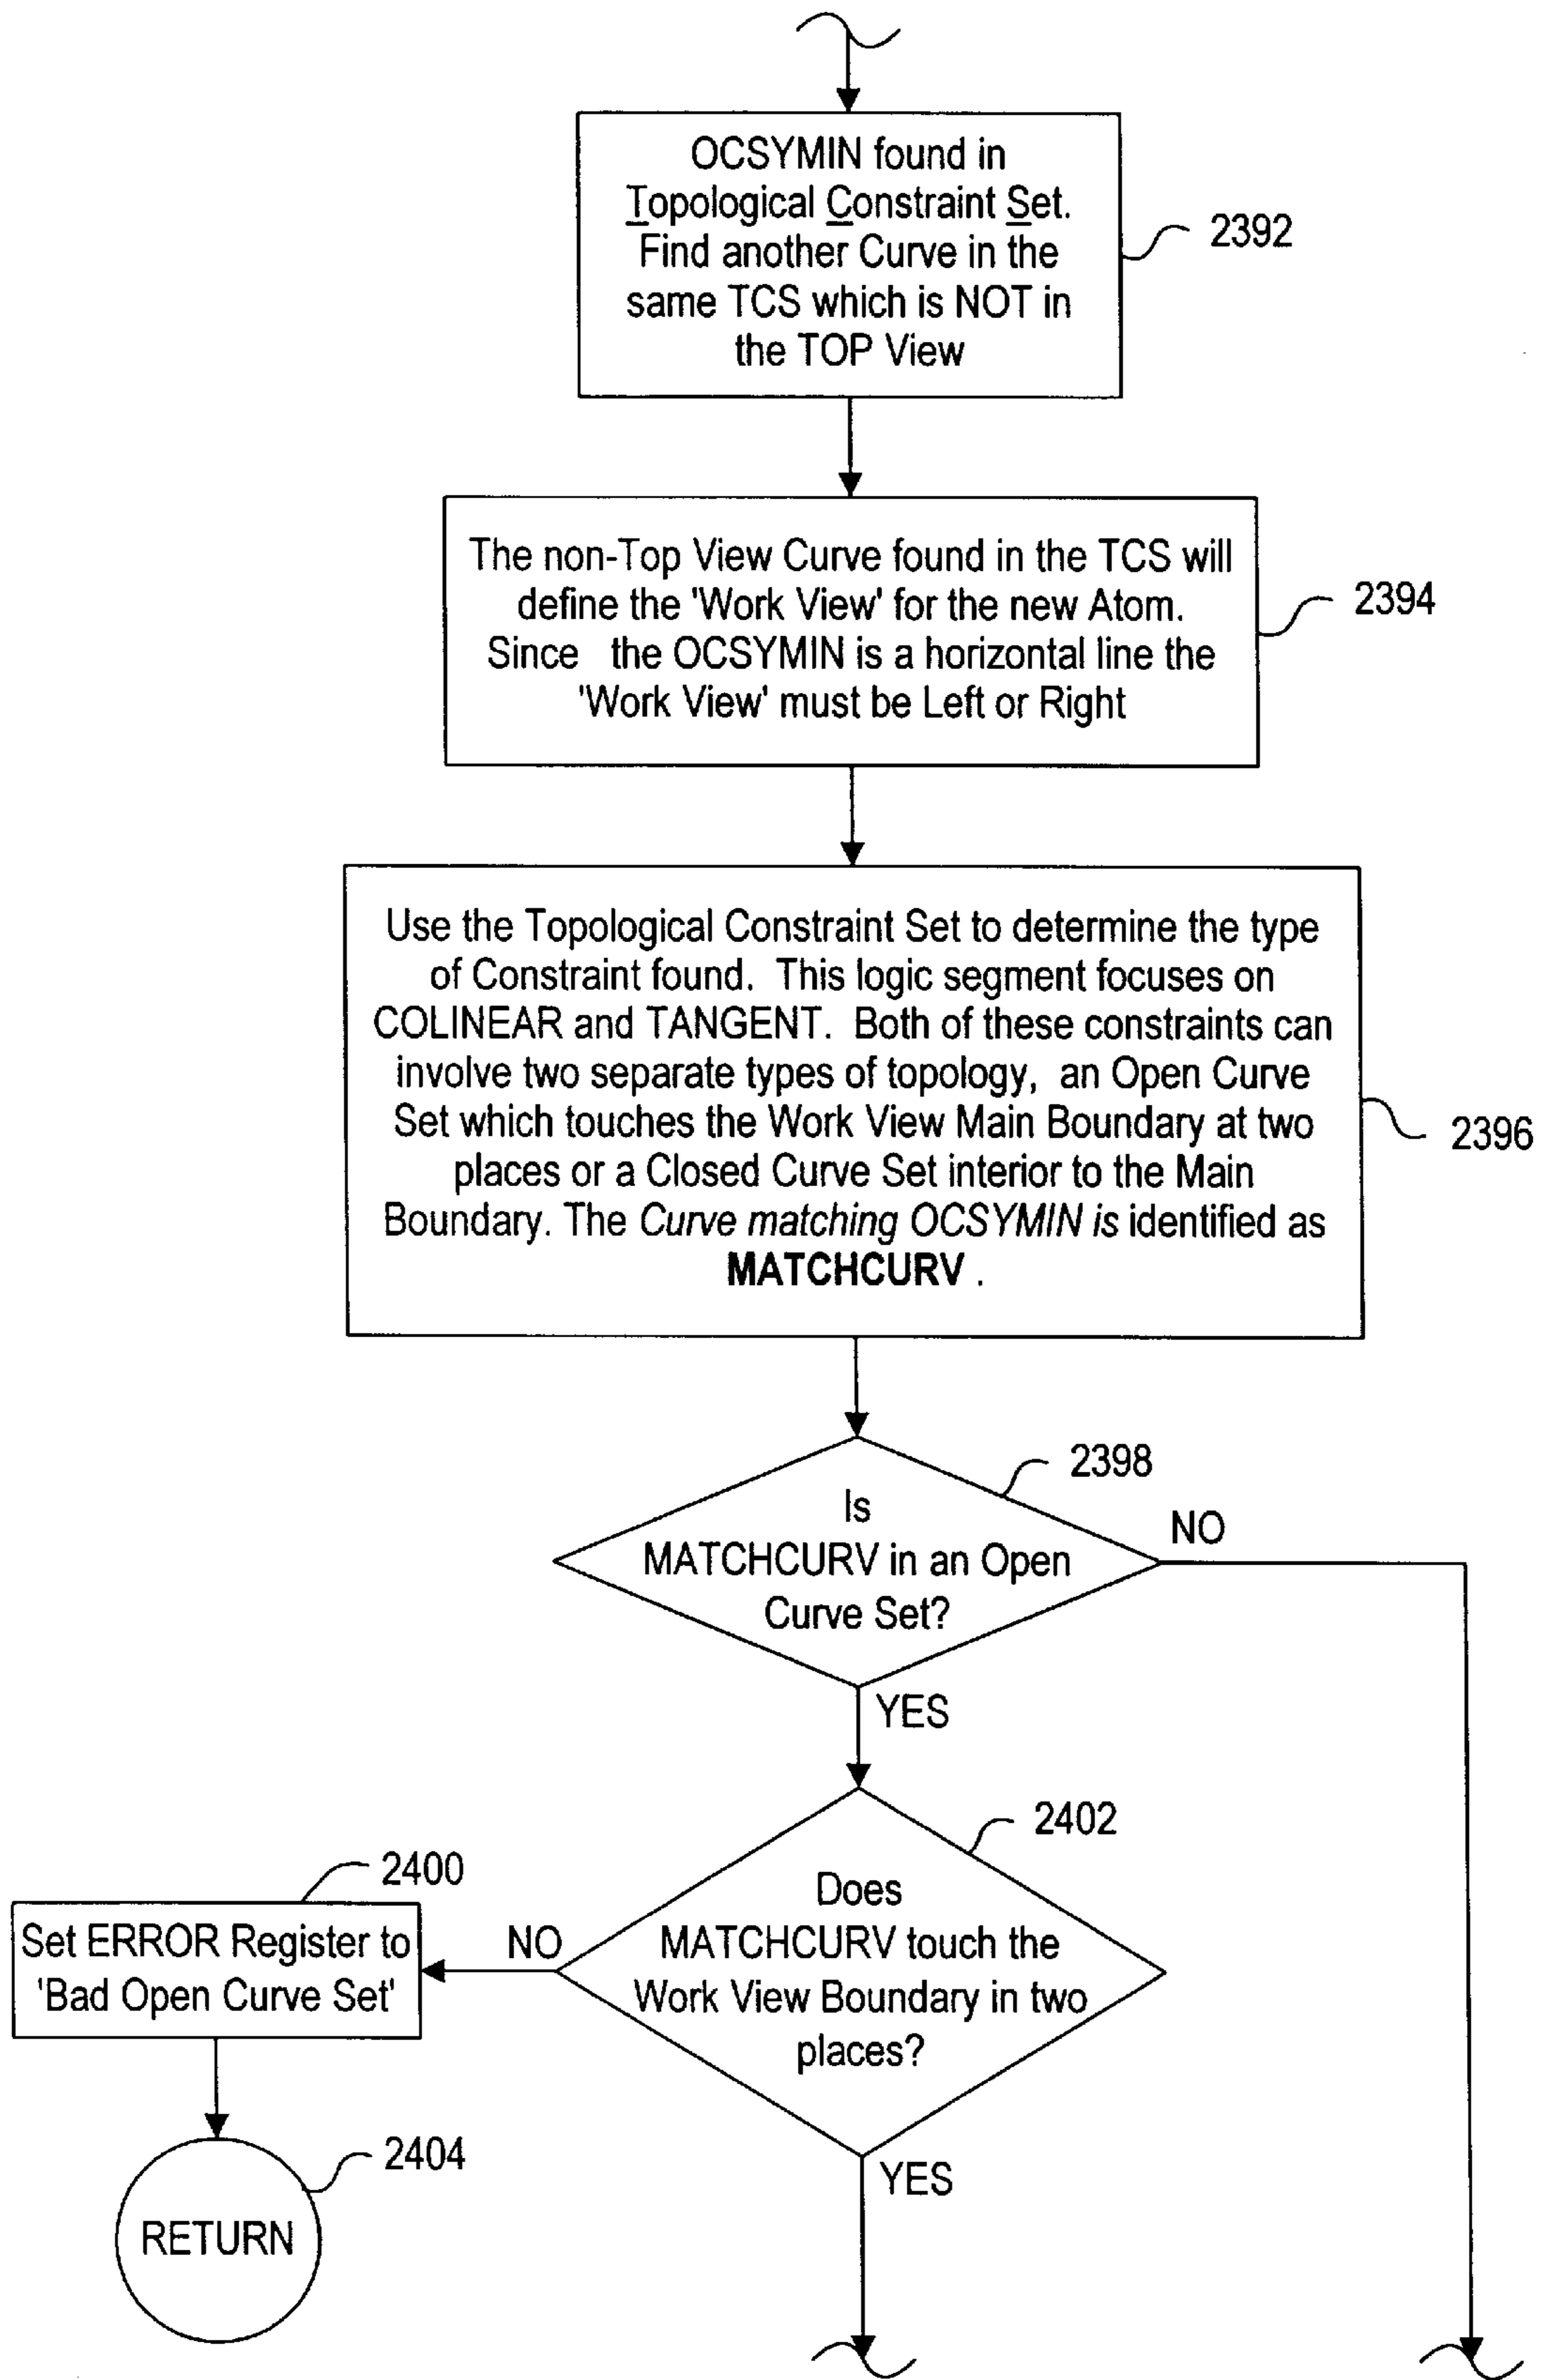 OCSYMIN found in
Topological Constraint Set.
Find another Curve in the
same TCS which is NOT in
the TOP View
2392
The non-Top View Curve found in the TCS will
define the 'Work View' for the new Atom.
Since the OCSYMIN is a horizontal line the
'Work View' must be Left or Right
2394
Use the Topological Constraint Set to determine the type
of Constraint found. This logic segment focuses on
COLINEAR and TANGENT. Both of these constraints can
involve two separate types of topology, an Open Curve
Set which touches the Work View Main Boundary at two
places or a Closed Curve Set interior to the Main
Boundary. The Curve matching OCSYMIN is identified as
MATCHCURV .
2396
2398
Is
MATCHCURV in an Open
Curve Set?
NO
YES
2402
Does
MATCHCURV touch the
Work View Boundary in two
places?
NO
YES
2400
Set ERROR Register to
'Bad Open Curve Set'
2404
RETURN